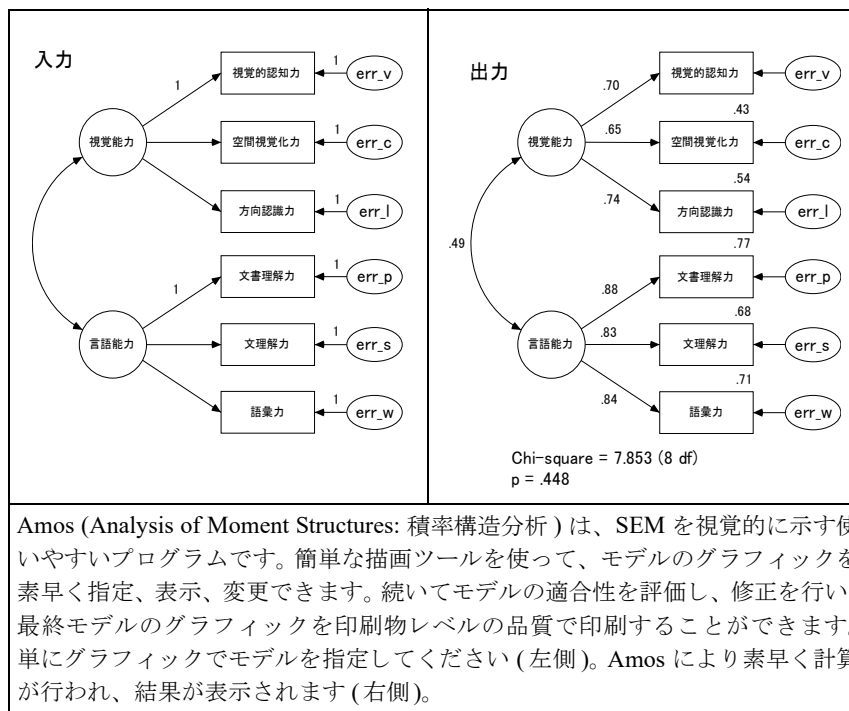 入力
1
視覚的認知力
1
err_v
視覚能力
空間視覚化力
1
err_c
方向認識力
1
err_l
1
文書理解力
1
err_p
言語能力
文理解力
1
err_s
語彙力
1
err_w
出力
.70
視覚的認知力
err_v
.43
視覚能力
.65
空間視覚化力
err_c
.54
.74
方向認識力
err_l
.49
.77
.88
文書理解力
err_p
.68
言語能力
.83
文理解力
err_s
.71
.84
語彙力
err_w
Chi-square = 7.853 (8 df)
p = .448
Amos (Analysis of Moment Structures: 積率構造分析 ) は、SEM を視覚的に示す使
いやすいプログラムです。簡単な描画ツールを使って、モデルのグラフィックを
素早く指定、表示、変更できます。続いてモデルの適合性を評価し、修正を行い
最終モデルのグラフィックを印刷物レベルの品質で印刷することができます。
単にグラフィックでモデルを指定してください ( 左側 )。Amos により素早く計算
が行われ、結果が表示されます ( 右側 )。